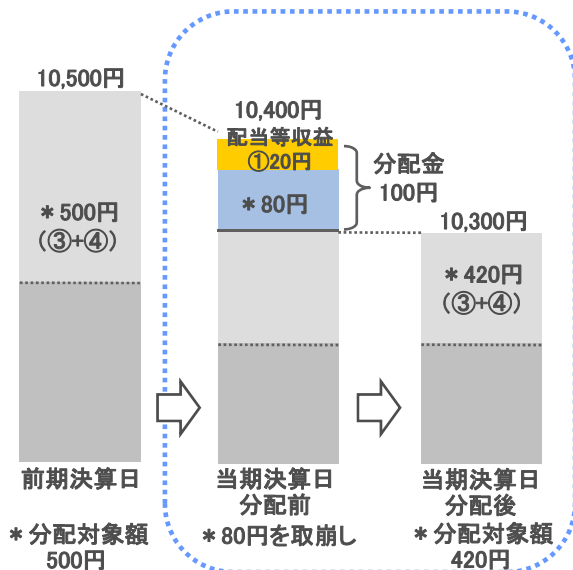 10,500円
＊500円
（③+④）
前期決算日
＊分配対象額
500円
10,400円
配当等収益
①20円
＊80円
分配金
100円
当期決算日
分配前
＊80円を取崩し
10,300円
＊420円
（③+④）
当期決算日
分配後
＊分配対象額
420円